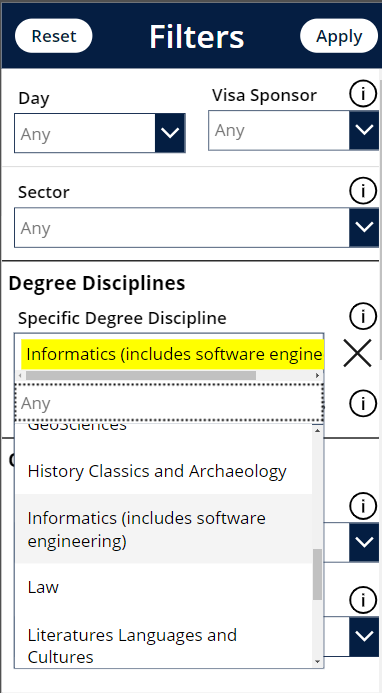 Reset
Filters
Apply
Day
Visa Sponsor
i
Any
Any
Sector
i
Any
Degree Disciplines
Specific Degree Discipline
i
Informatics (includes software engine
Any
i
GeoSciences
History Classics and Archaeology
Informatics (includes software
engineering)
i
Law
i
Literatures Languages and
Cultures